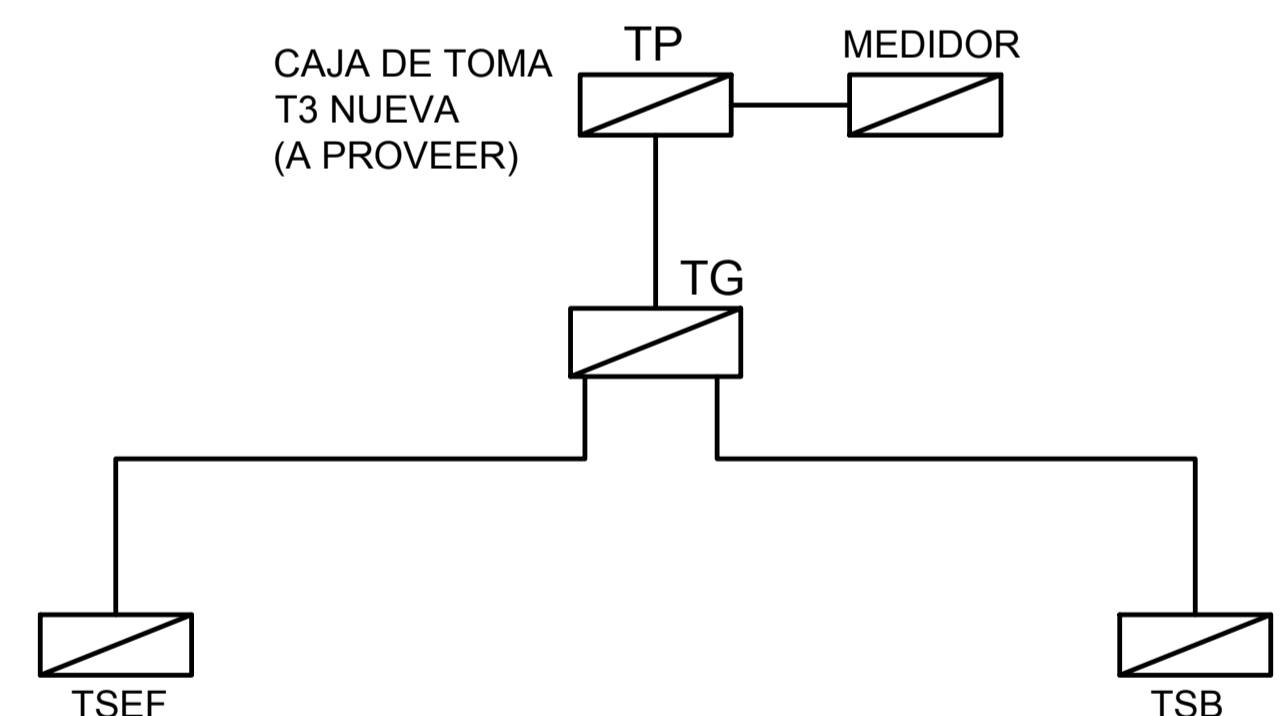 TP
MEDIDOR
CAJA DE TOMA
T3 NUEVA
(A PROVEER)
TG
TSEF
TSB